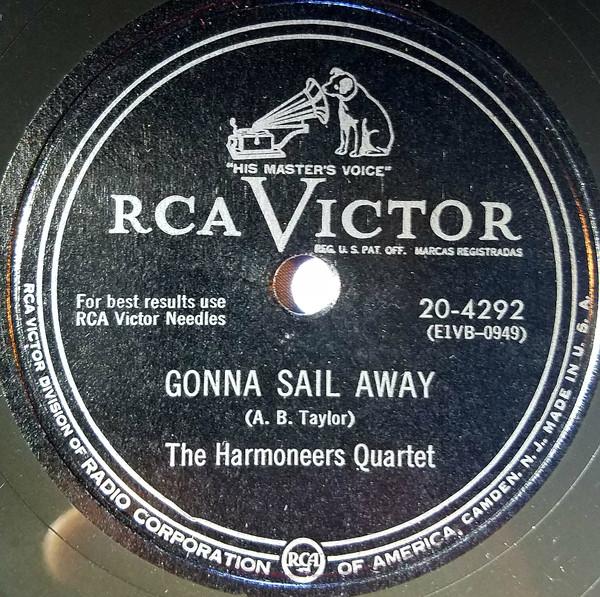 "HIS MASTER'S VOICE"
RCA VICTOR
REG. U. S. PAT. OFF. MARCAS REGISTRADAS
For best results use
RCA Victor Needles
20-4292
(E1VB-0949)
GONNA SAIL AWAY
(A. B. Taylor)
The Harmoneers Quartet
RCA VICTOR DIVISION OF RADIO CORPORATION RCA OF AMERICA, CAMDEN, N. J., MADE IN U. S. A.